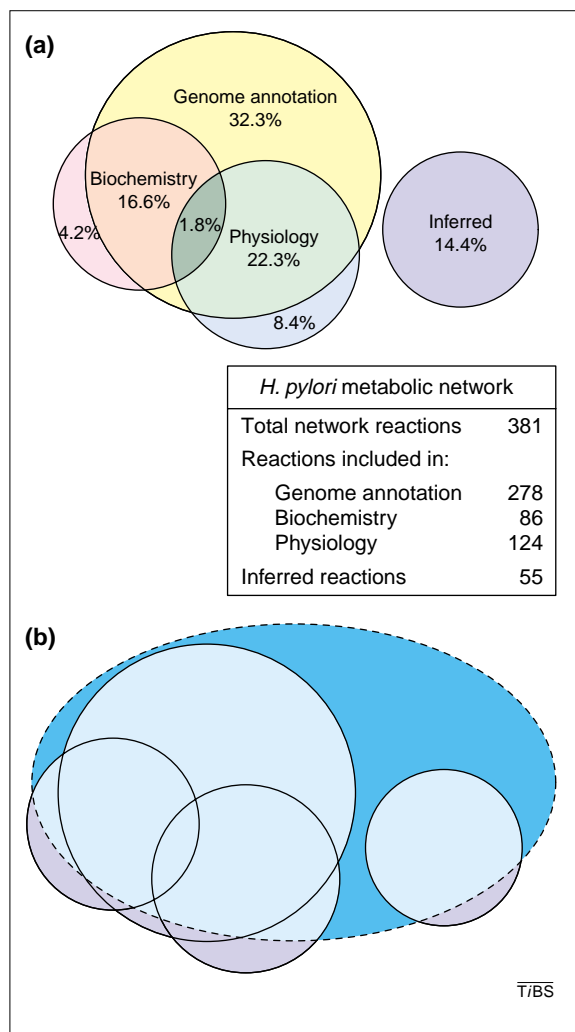 (a)
Genome annotation
32.3%
Biochemistry
16.6%
4.2%
1.8%
Physiology
22.3%
8.4%
Inferred
14.4%
H. pylori metabolic network
Total network reactions 381
Reactions included in:
Genome annotation 278
Biochemistry 86
Physiology 124
Inferred reactions 55
(b)
TiBS